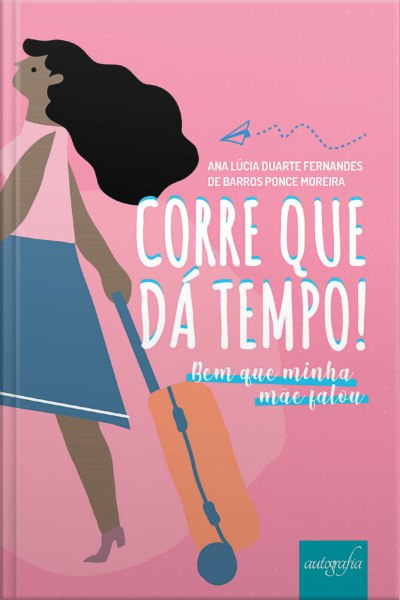 ANA LÚCIA DUARTE FERNANDES
DE BARROS PONCE MOREIRA
CORRE QUE
DÁ TEMPO!
Bem que minha
mãe falou
autografia